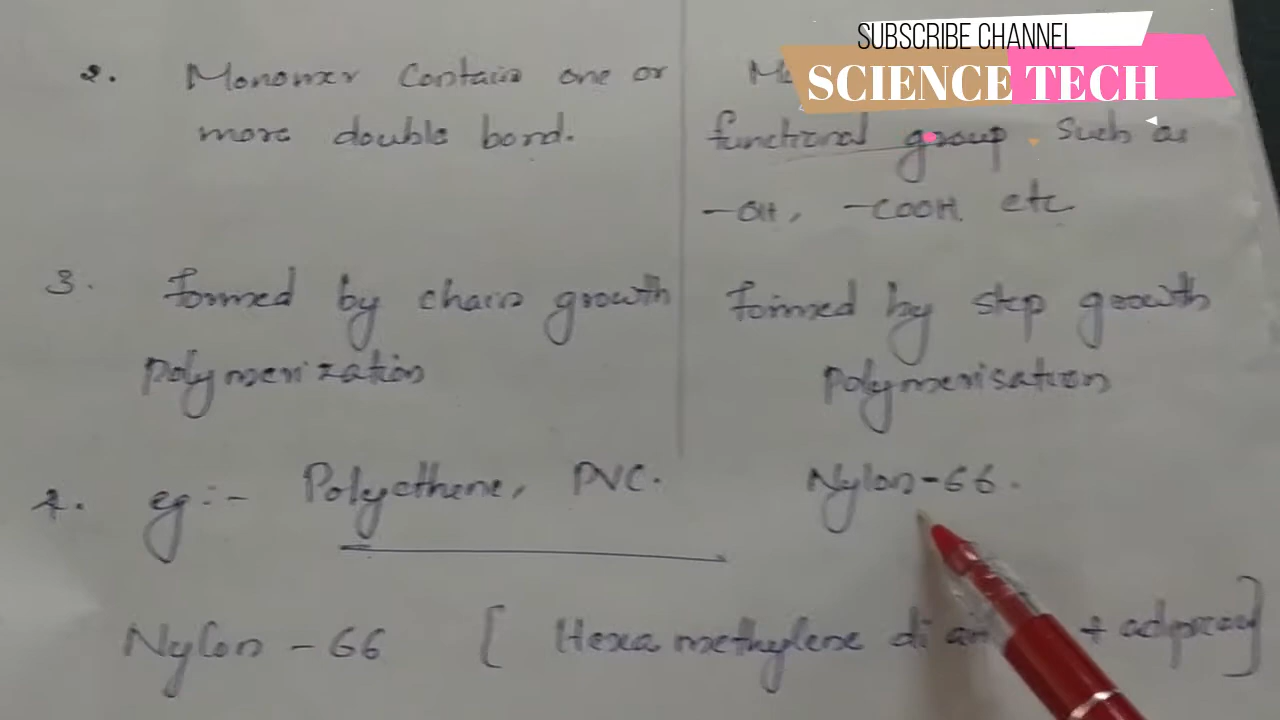 SUBSCRIBE CHANNEL
SCIENCE TECH
2. Monomer Contain one or
more double bond.
functional group such as
-OH, -COOH. etc
3. formed by chain growth
polymerization
formed by step growth
polymerisation
4. eg:- Polyethene, PVC.
Nylon-66.
Nylon - 66 [ Hexa methylene di + ]